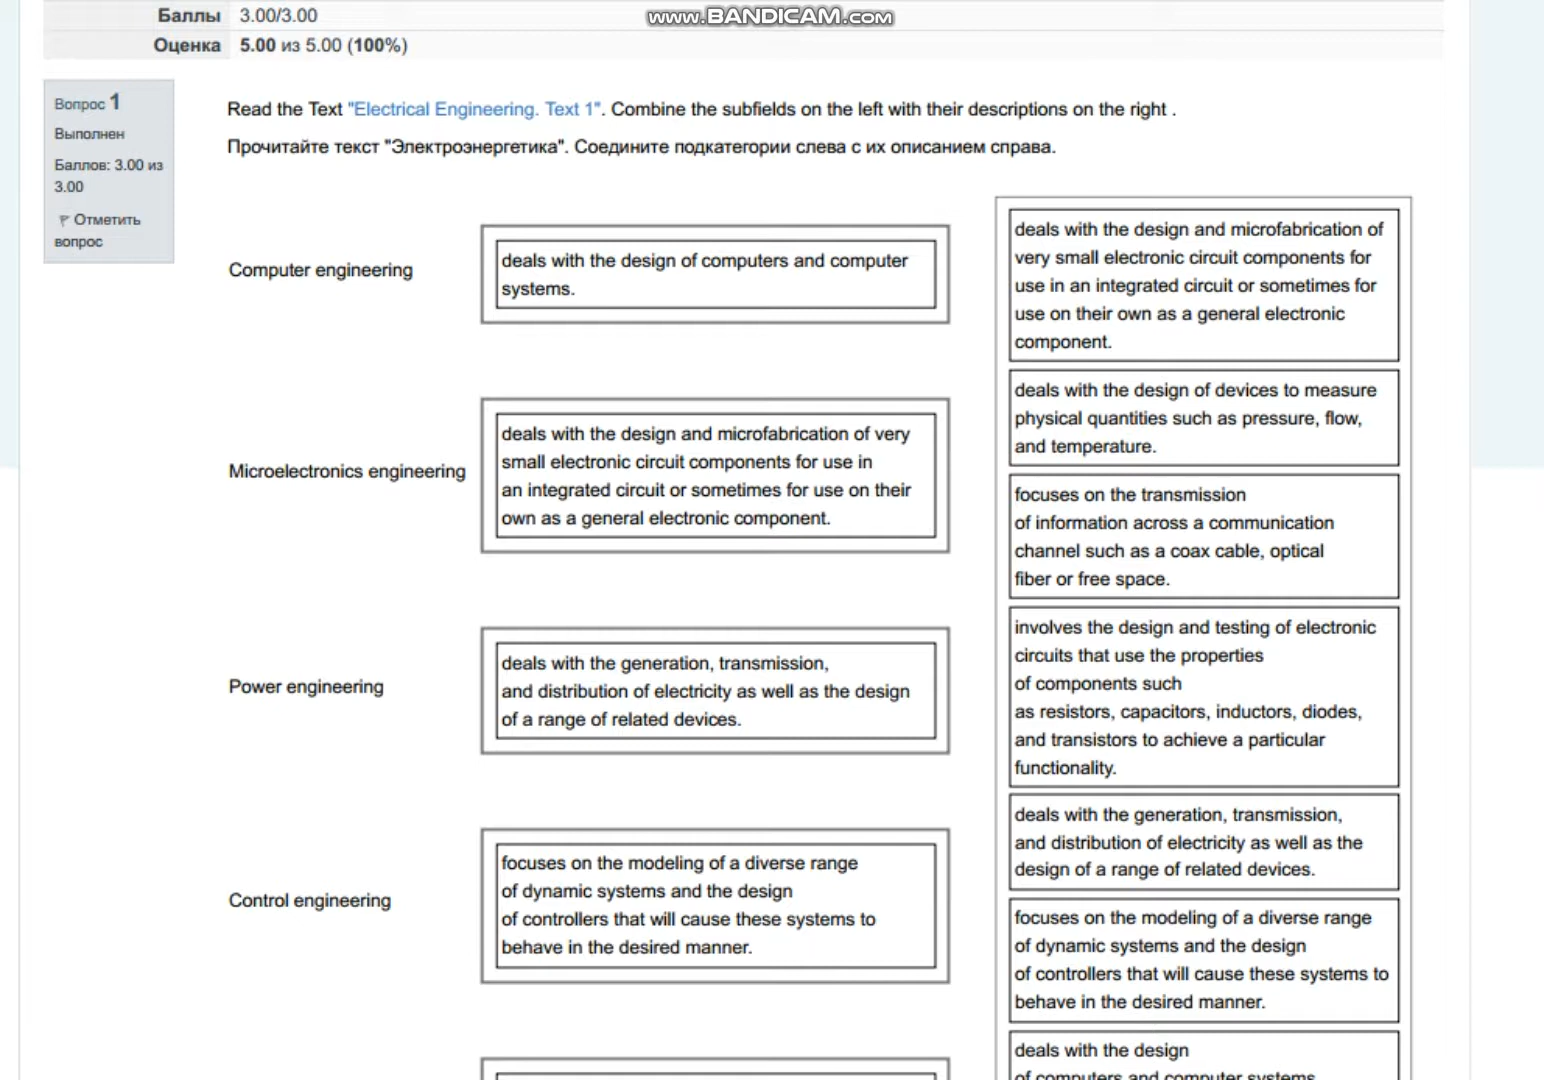 Баллы 3.00/3.00
www.BANDICAM.com
Оценка 5.00 из 5.00 (100%)
Вопрос 1
Выполнен
Баллов: 3.00 из
3.00
Отметить
вопрос
Read the Text "Electrical Engineering. Text 1". Combine the subfields on the left with their descriptions on the right .
Прочитайте текст "Электроэнергетика". Соедините подкатегории слева с их описанием справа.
Computer engineering
deals with the design of computers and computer
systems.
Microelectronics engineering
deals with the design and microfabrication of very
small electronic circuit components for use in
an integrated circuit or sometimes for use on their
own as a general electronic component.
Power engineering
deals with the generation, transmission,
and distribution of electricity as well as the design
of a range of related devices.
Control engineering
focuses on the modeling of a diverse range
of dynamic systems and the design
of controllers that will cause these systems to
behave in the desired manner.
deals with the design and microfabrication of
very small electronic circuit components for
use in an integrated circuit or sometimes for
use on their own as a general electronic
component.
deals with the design of devices to measure
physical quantities such as pressure, flow,
and temperature.
focuses on the transmission
of information across a communication
channel such as a coax cable, optical
fiber or free space.
involves the design and testing of electronic
circuits that use the properties
of components such
as resistors, capacitors, inductors, diodes,
and transistors to achieve a particular
functionality.
deals with the generation, transmission,
and distribution of electricity as well as the
design of a range of related devices.
focuses on the modeling of a diverse range
of dynamic systems and the design
of controllers that will cause these systems to
behave in the desired manner.
deals with the design
of computers and computer systems